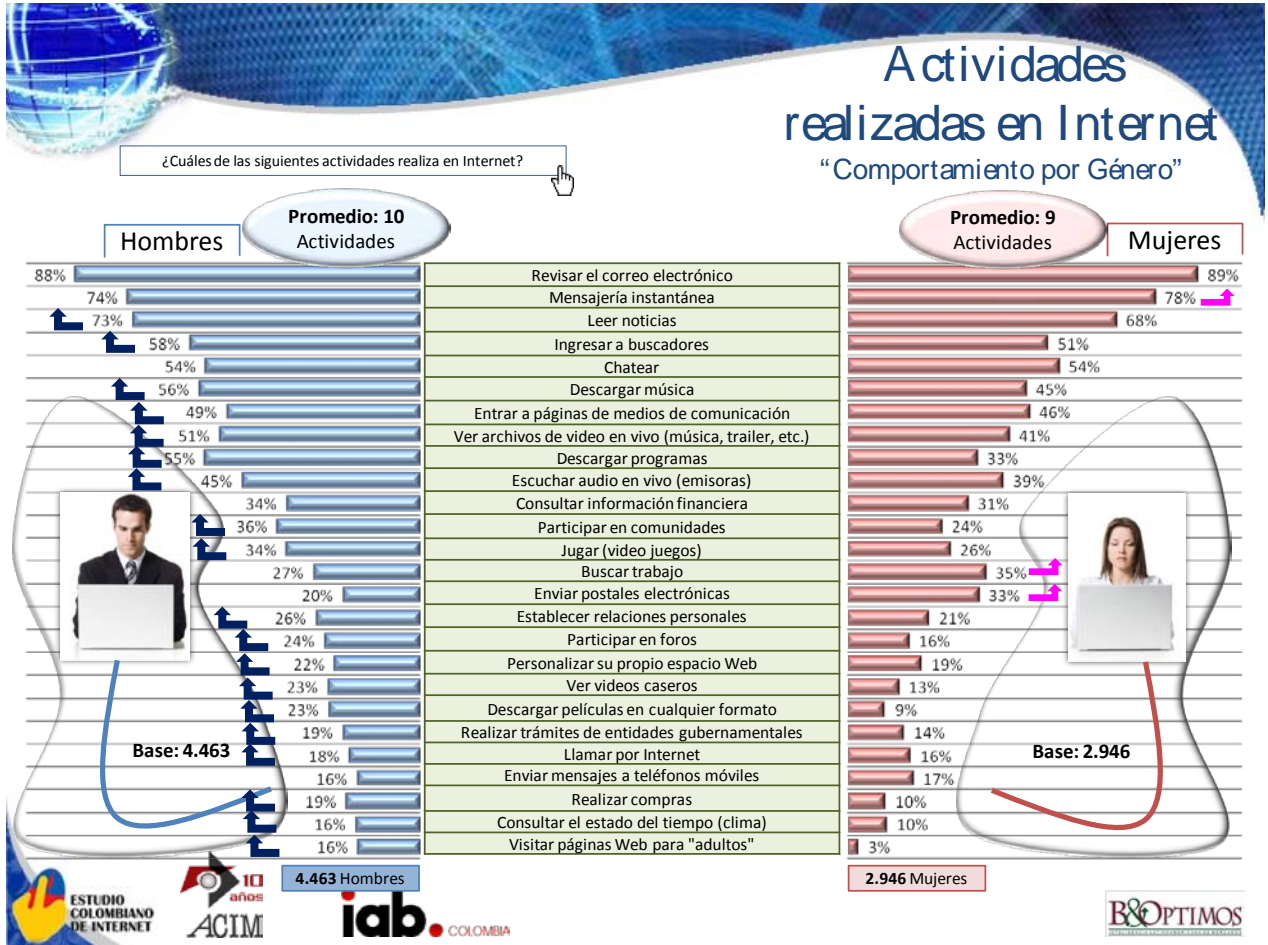 Actividades
realizadas en Internet
“Comportamiento por Género”
¿Cuáles de las siguientes actividades realiza en Internet?
Promedio: 10
Actividades
Hombres
Promedio: 9
Actividades
Mujeres
88% Revisar el correo electrónico 89%
74% Mensajería instantánea 78%
73% Leer noticias 68%
58% Ingresar a buscadores 51%
54% Chatear 54%
56% Descargar música 45%
49% Entrar a páginas de medios de comunicación 46%
51% Ver archivos de video en vivo (música, trailer, etc.) 41%
55% Descargar programas 33%
45% Escuchar audio en vivo (emisoras) 39%
34% Consultar información financiera 31%
36% Participar en comunidades 24%
34% Jugar (video juegos) 26%
27% Buscar trabajo 35%
20% Enviar postales electrónicas 33%
26% Establecer relaciones personales 21%
24% Participar en foros 16%
22% Personalizar su propio espacio Web 19%
23% Ver videos caseros 13%
23% Descargar películas en cualquier formato 9%
19% Realizar trámites de entidades gubernamentales 14%
18% Llamar por Internet 16%
16% Enviar mensajes a teléfonos móviles 17%
19% Realizar compras 10%
16% Consultar el estado del tiempo (clima) 10%
16% Visitar páginas Web para "adultos" 3%
Base: 4.463
Base: 2.946
4.463 Hombres
2.946 Mujeres
ESTUDIO
COLOMBIANO
DE INTERNET
10
años
ACIM
iab. COLOMBIA
B&OPTIMOS